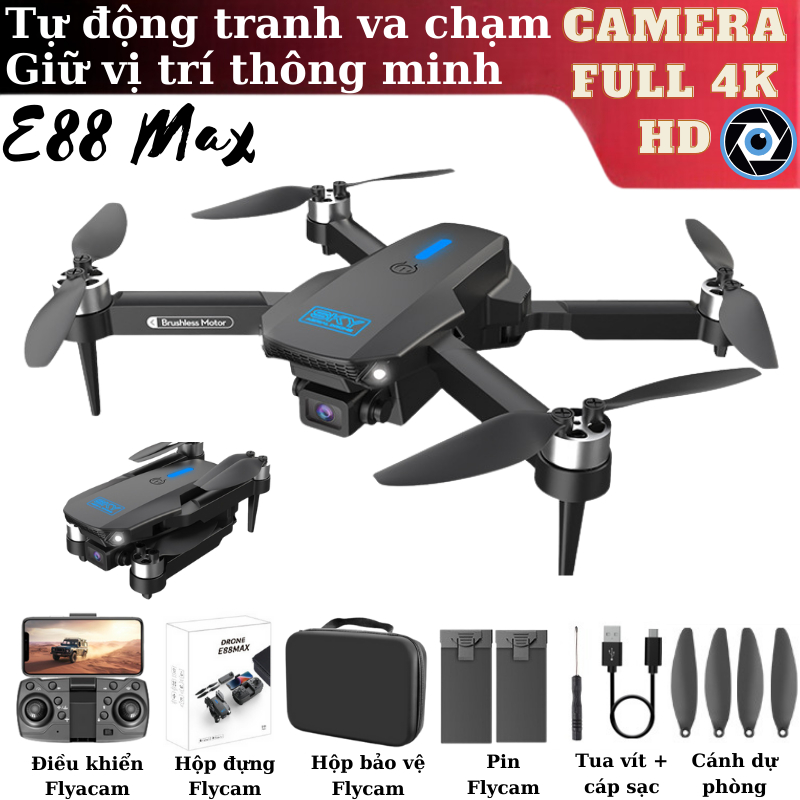 Tự động tranh va chạm
Giữ vị trí thông minh
CAMERA
FULL 4K
HD
E88 Max
Brushless Motor
SKY
DRONE
E88MAX
Điều khiển
Flyacam
Hộp đựng
Flycam
Hộp bảo vệ
Flycam
Pin
Flycam
Tua vít +
cáp sạc
Cánh dự
phòng